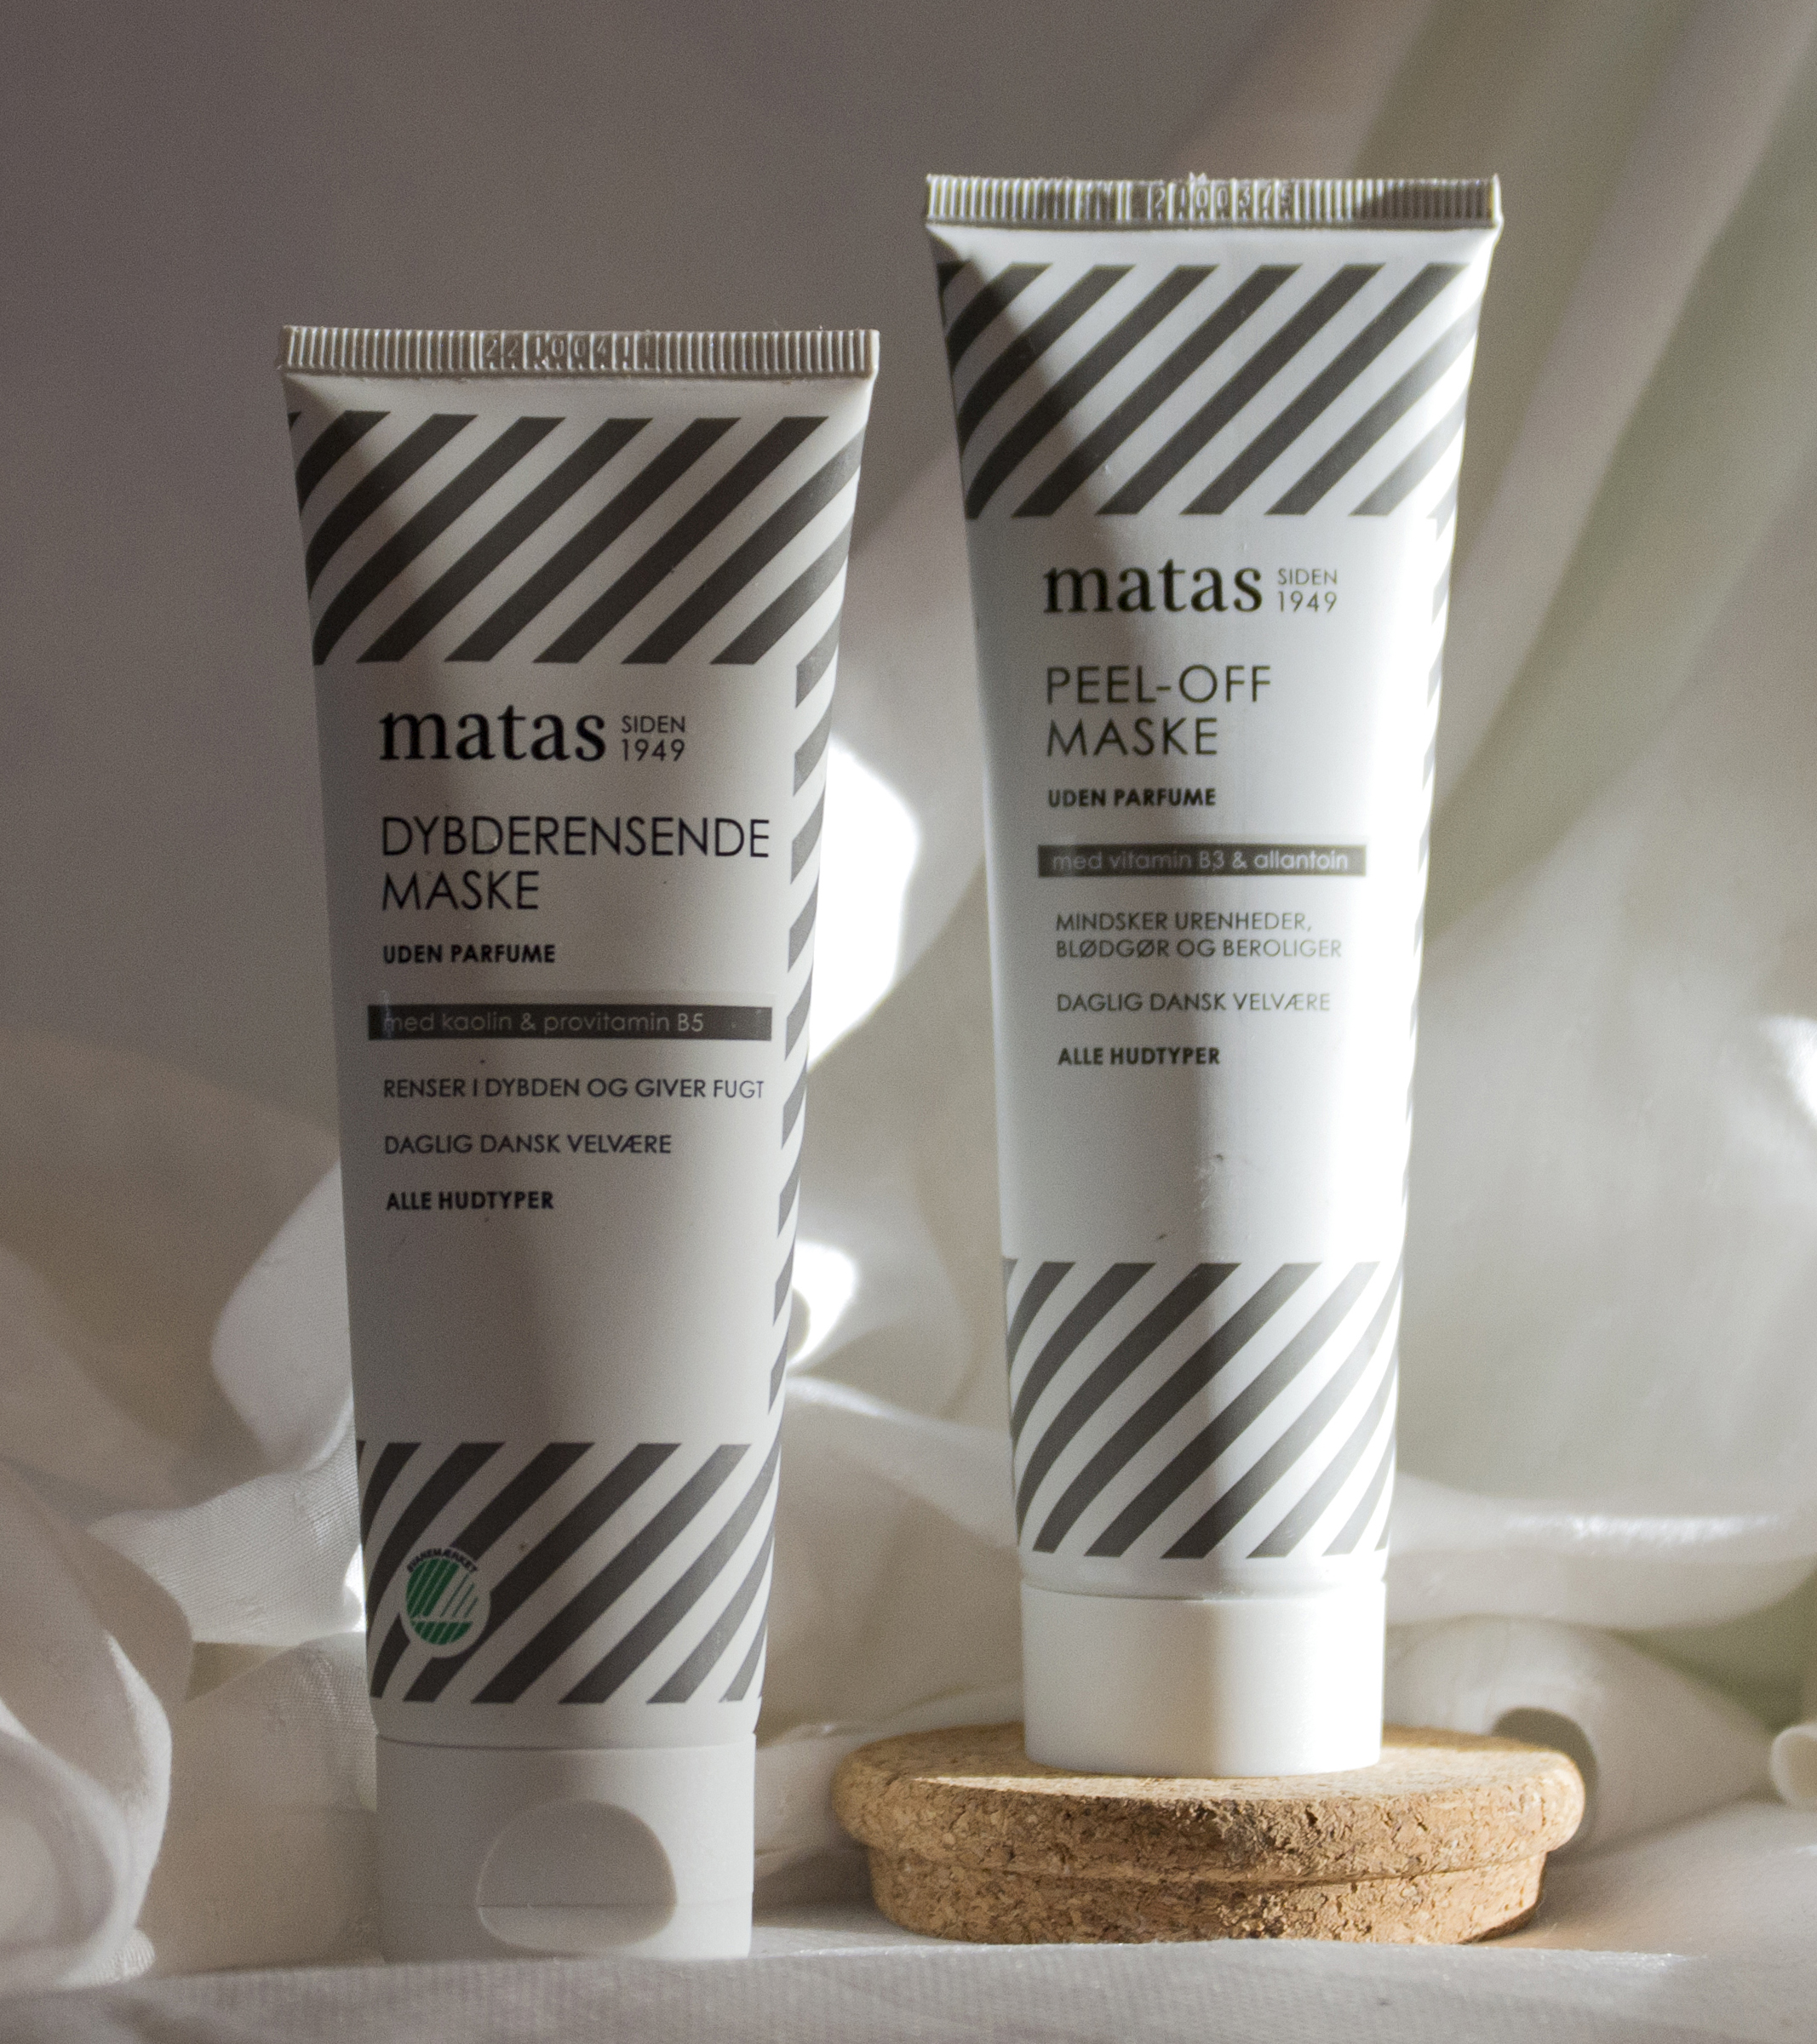 22100411
matas SIDEN
1949
DYBDERENSENDE
MASKE
UDEN PARFUME
med kaolin & provitamin B5
RENSER I DYBDEN OG GIVER FUGT
DAGLIG DANSK VELVÆRE
ALLE HUDTYPER
SVANEMÆRKET
matas SIDEN
1949
PEEL-OFF
MASKE
UDEN PARFUME
med vitamin B3 & allantoin
MINDSKER URENHEDER,
BLØDGØR OG BEROLIGER
DAGLIG DANSK VELVÆRE
ALLE HUDTYPER